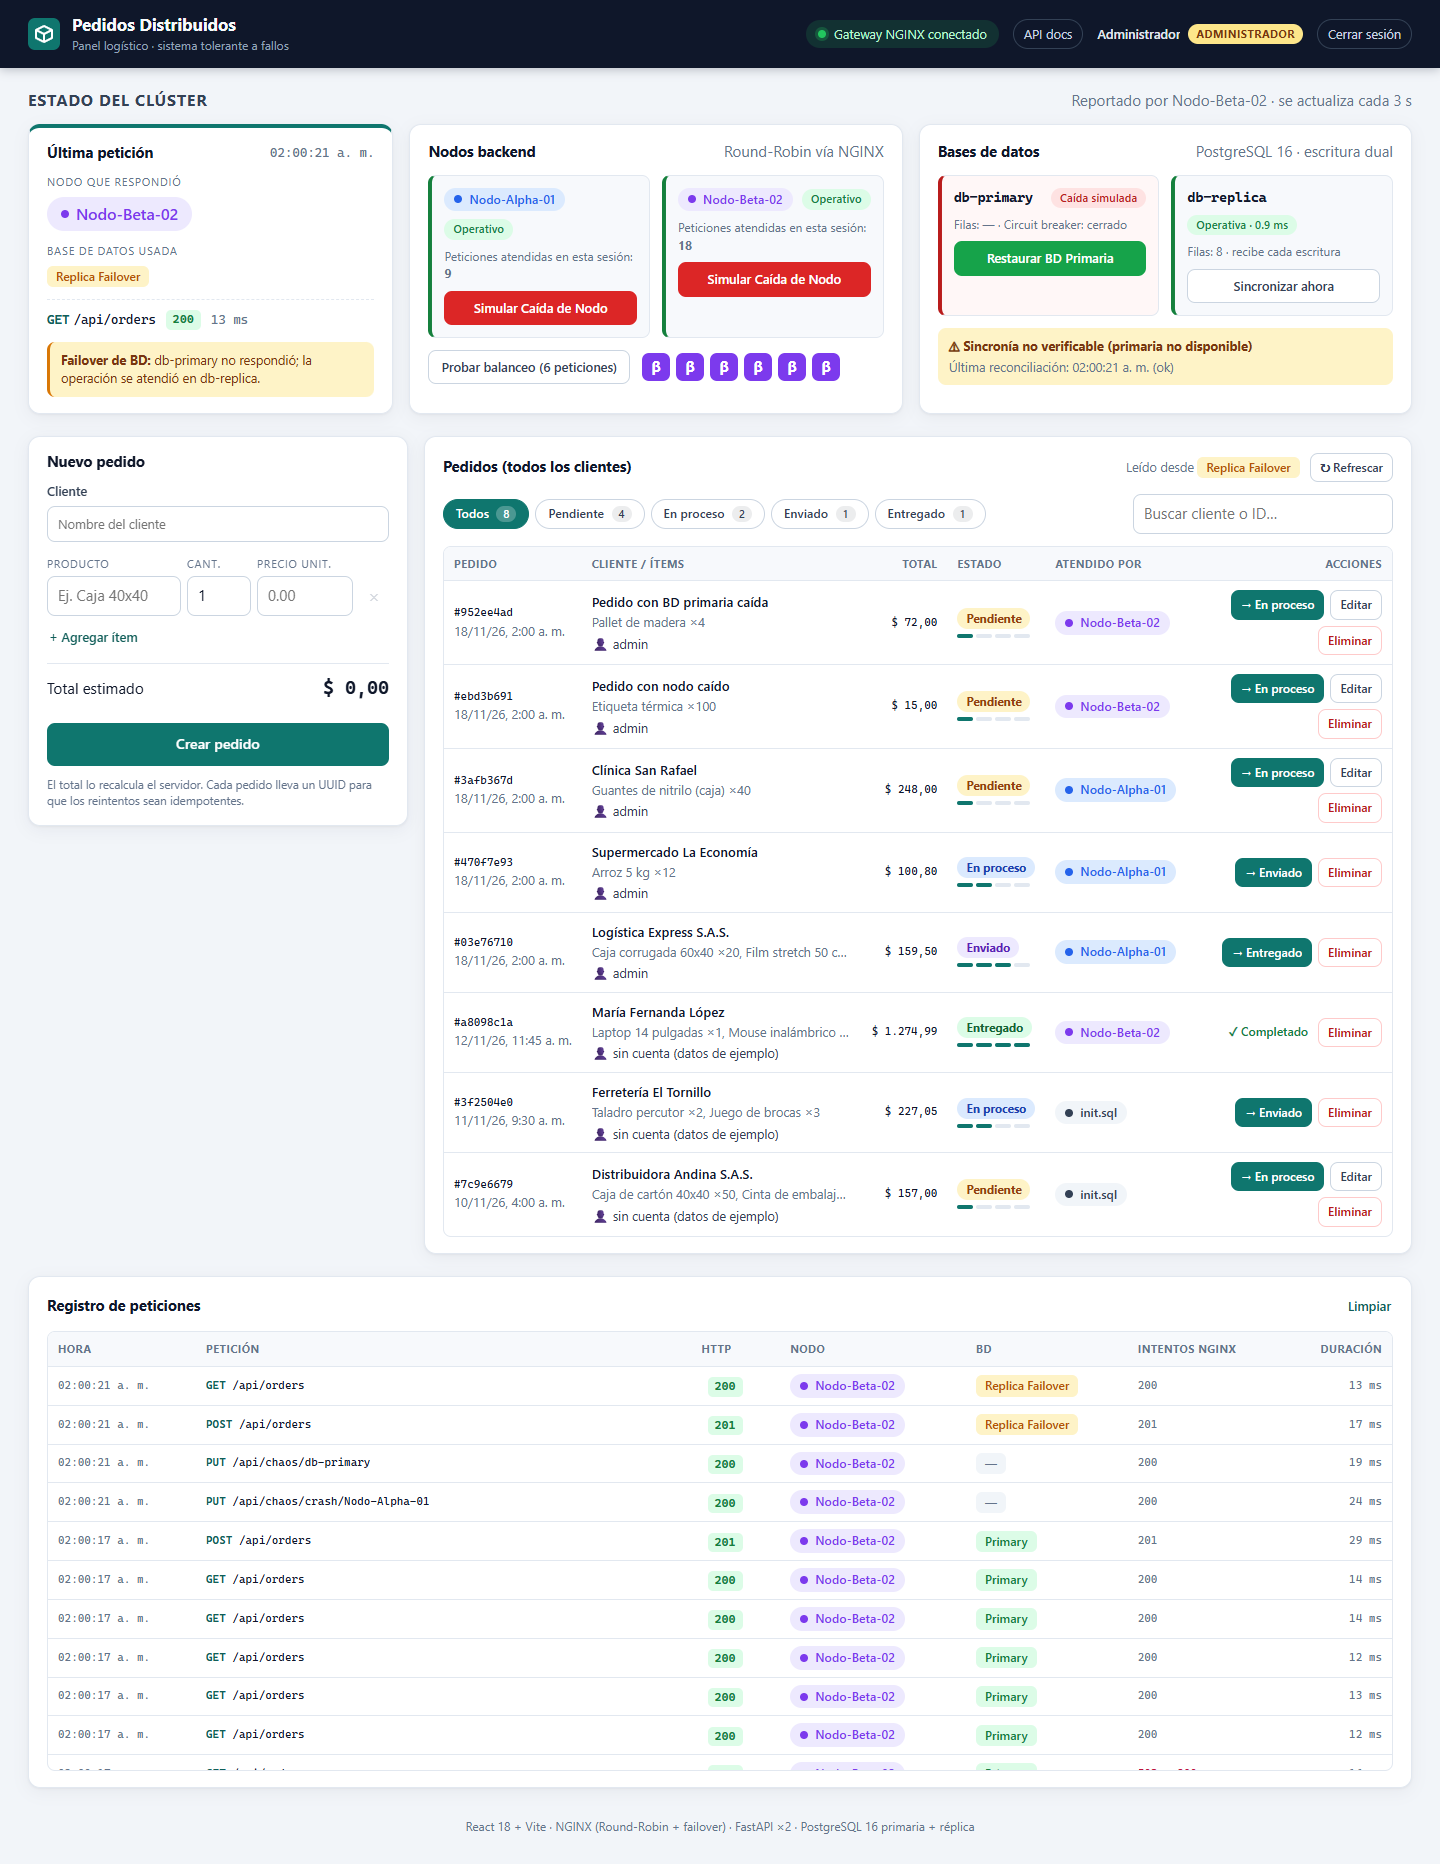 Pedidos Distribuidos
Panel logístico · sistema tolerante a fallos
Gateway NGINX conectado
API docs
Administrador
ADMINISTRADOR
Cerrar sesión
ESTADO DEL CLÚSTER
Reportado por Nodo-Beta-02 · se actualiza cada 3 s
Última petición
02:00:21 a. m.
NODO QUE RESPONDIÓ
Nodo-Beta-02
BASE DE DATOS USADA
Replica Failover
GET /api/orders 200 13 ms
Failover de BD: db-primary no respondió; la
operación se atendió en db-replica.
Nodos backend
Round-Robin vía NGINX
Nodo-Alpha-01
Operativo
Peticiones atendidas en esta sesión:
9
Simular Caída de Nodo
Nodo-Beta-02
Operativo
Peticiones atendidas en esta sesión:
18
Simular Caída de Nodo
Probar balanceo (6 peticiones)
β β β β β β
Bases de datos
PostgreSQL 16 · escritura dual
db-primary
Caída simulada
Filas: — · Circuit breaker: cerrado
Restaurar BD Primaria
db-replica
Operativa · 0.9 ms
Filas: 8 · recibe cada escritura
Sincronizar ahora
⚠ Sincronía no verificable (primaria no disponible)
Última reconciliación: 02:00:21 a. m. (ok)
Nuevo pedido
Cliente
Nombre del cliente
PRODUCTO CANT. PRECIO UNIT.
Ej. Caja 40x40 1 0.00 ×
+ Agregar ítem
Total estimado $ 0,00
Crear pedido
El total lo recalcula el servidor. Cada pedido lleva un UUID para
que los reintentos sean idempotentes.
Pedidos (todos los clientes)
Leído desde Replica Failover
↻ Refrescar
Todos 8
Pendiente 4
En proceso 2
Enviado 1
Entregado 1
Buscar cliente o ID...
PEDIDO CLIENTE / ÍTEMS TOTAL ESTADO ATENDIDO POR ACCIONES
#952ee4ad
18/11/26, 2:00 a. m.
Pedido con BD primaria caída
Pallet de madera ×4
admin
$ 72,00
Pendiente
Nodo-Beta-02
→ En proceso
Editar
Eliminar
#ebd3b691
18/11/26, 2:00 a. m.
Pedido con nodo caído
Etiqueta térmica ×100
admin
$ 15,00
Pendiente
Nodo-Beta-02
→ En proceso
Editar
Eliminar
#3afb367d
18/11/26, 2:00 a. m.
Clínica San Rafael
Guantes de nitrilo (caja) ×40
admin
$ 248,00
Pendiente
Nodo-Alpha-01
→ En proceso
Editar
Eliminar
#470f7e93
18/11/26, 2:00 a. m.
Supermercado La Economía
Arroz 5 kg ×12
admin
$ 100,80
En proceso
Nodo-Alpha-01
→ Enviado
Eliminar
#03e76710
18/11/26, 2:00 a. m.
Logística Express S.A.S.
Caja corrugada 60x40 ×20, Film stretch 50 c...
admin
$ 159,50
Enviado
Nodo-Alpha-01
→ Entregado
Eliminar
#a8098c1a
12/11/26, 11:45 a. m.
María Fernanda López
Laptop 14 pulgadas ×1, Mouse inalámbrico ...
sin cuenta (datos de ejemplo)
$ 1.274,99
Entregado
Nodo-Beta-02
✓ Completado
Eliminar
#3f2504e0
11/11/26, 9:30 a. m.
Ferretería El Tornillo
Taladro percutor ×2, Juego de brocas ×3
sin cuenta (datos de ejemplo)
$ 227,05
En proceso
init.sql
→ Enviado
Eliminar
#7c9e6679
10/11/26, 4:00 a. m.
Distribuidora Andina S.A.S.
Caja de cartón 40x40 ×50, Cinta de embalaj...
sin cuenta (datos de ejemplo)
$ 157,00
Pendiente
init.sql
→ En proceso
Editar
Eliminar
Registro de peticiones
Limpiar
HORA PETICIÓN HTTP NODO BD INTENTOS NGINX DURACIÓN
02:00:21 a. m. GET /api/orders 200 Nodo-Beta-02 Replica Failover 200 13 ms
02:00:21 a. m. POST /api/orders 201 Nodo-Beta-02 Replica Failover 201 17 ms
02:00:21 a. m. PUT /api/chaos/db-primary 200 Nodo-Beta-02 — 200 19 ms
02:00:21 a. m. PUT /api/chaos/crash/Nodo-Alpha-01 200 Nodo-Beta-02 — 200 24 ms
02:00:17 a. m. POST /api/orders 201 Nodo-Beta-02 Primary 201 29 ms
02:00:17 a. m. GET /api/orders 200 Nodo-Beta-02 Primary 200 14 ms
02:00:17 a. m. GET /api/orders 200 Nodo-Beta-02 Primary 200 14 ms
02:00:17 a. m. GET /api/orders 200 Nodo-Beta-02 Primary 200 12 ms
02:00:17 a. m. GET /api/orders 200 Nodo-Beta-02 Primary 200 13 ms
02:00:17 a. m. GET /api/orders 200 Nodo-Beta-02 Primary 200 12 ms
React 18 + Vite · NGINX (Round-Robin + failover) · FastAPI ×2 · PostgreSQL 16 primaria + réplica